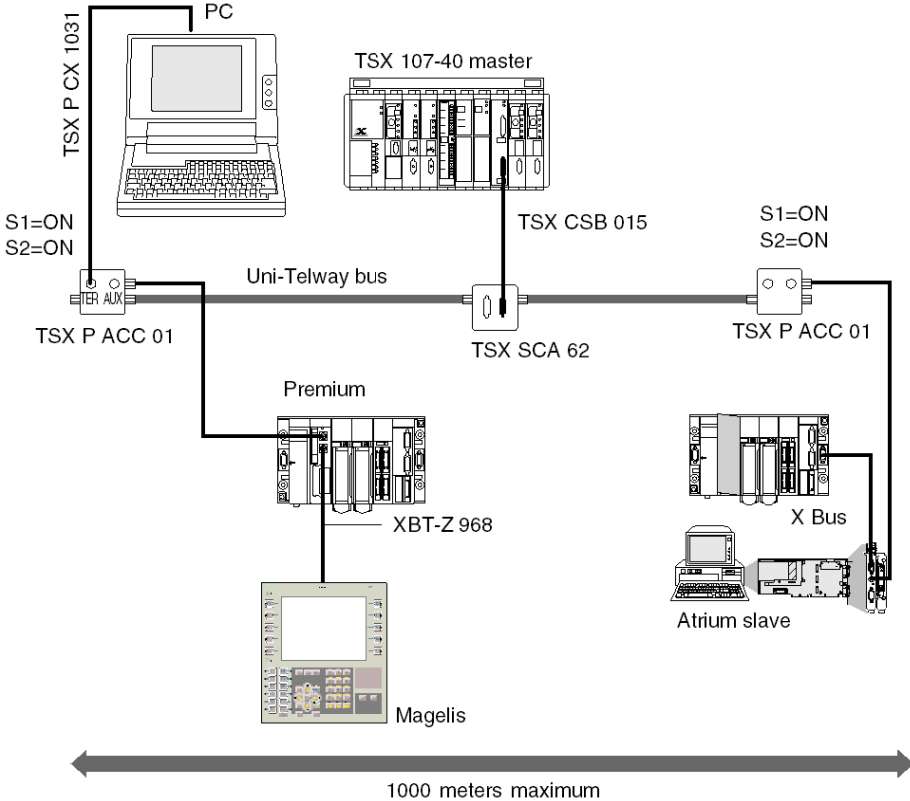 PC
TSX P CX 1031
TSX 107-40 master
S1=ON
S2=ON
TSX CSB 015
S1=ON
S2=ON
Uni-Telway bus
TER AUX
TSX P ACC 01
TSX SCA 62
TSX P ACC 01
Premium
XBT-Z 968
X Bus
Atrium slave
Magelis
1000 meters maximum